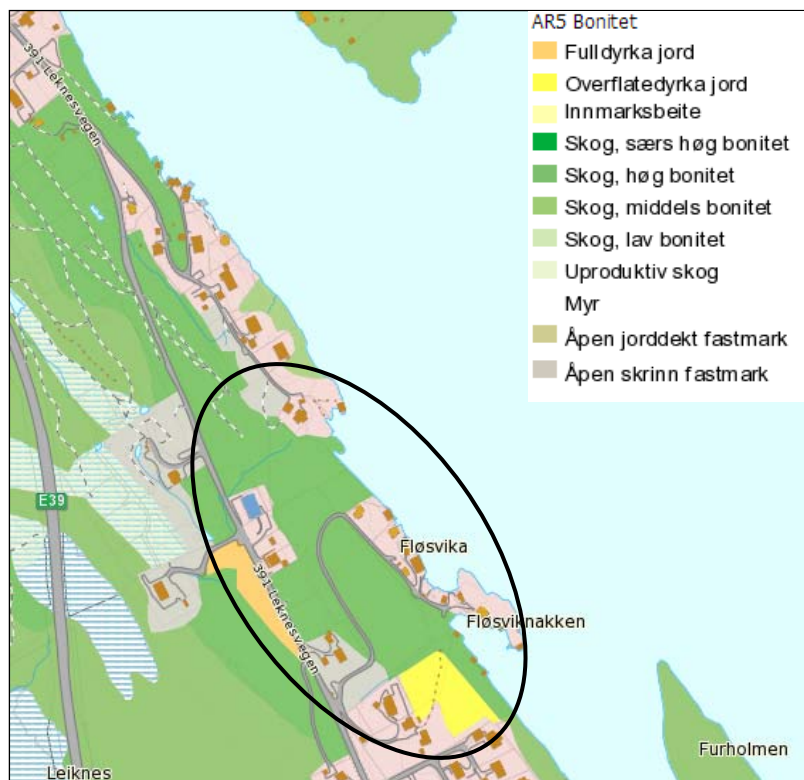 AR5 Bonitet
Fulldyrka jord
Overflatedyrka jord
Innmarksbeite
Skog, særs høg bonitet
Skog, høg bonitet
Skog, middels bonitet
Skog, lav bonitet
Uproduktiv skog
Myr
Åpen jorddekt fastmark
Åpen skrinn fastmark
391 Leknesvegen
E39
Fløsvika
Fløsviknakken
391 Leknesvegen
Furholmen
Leiknes